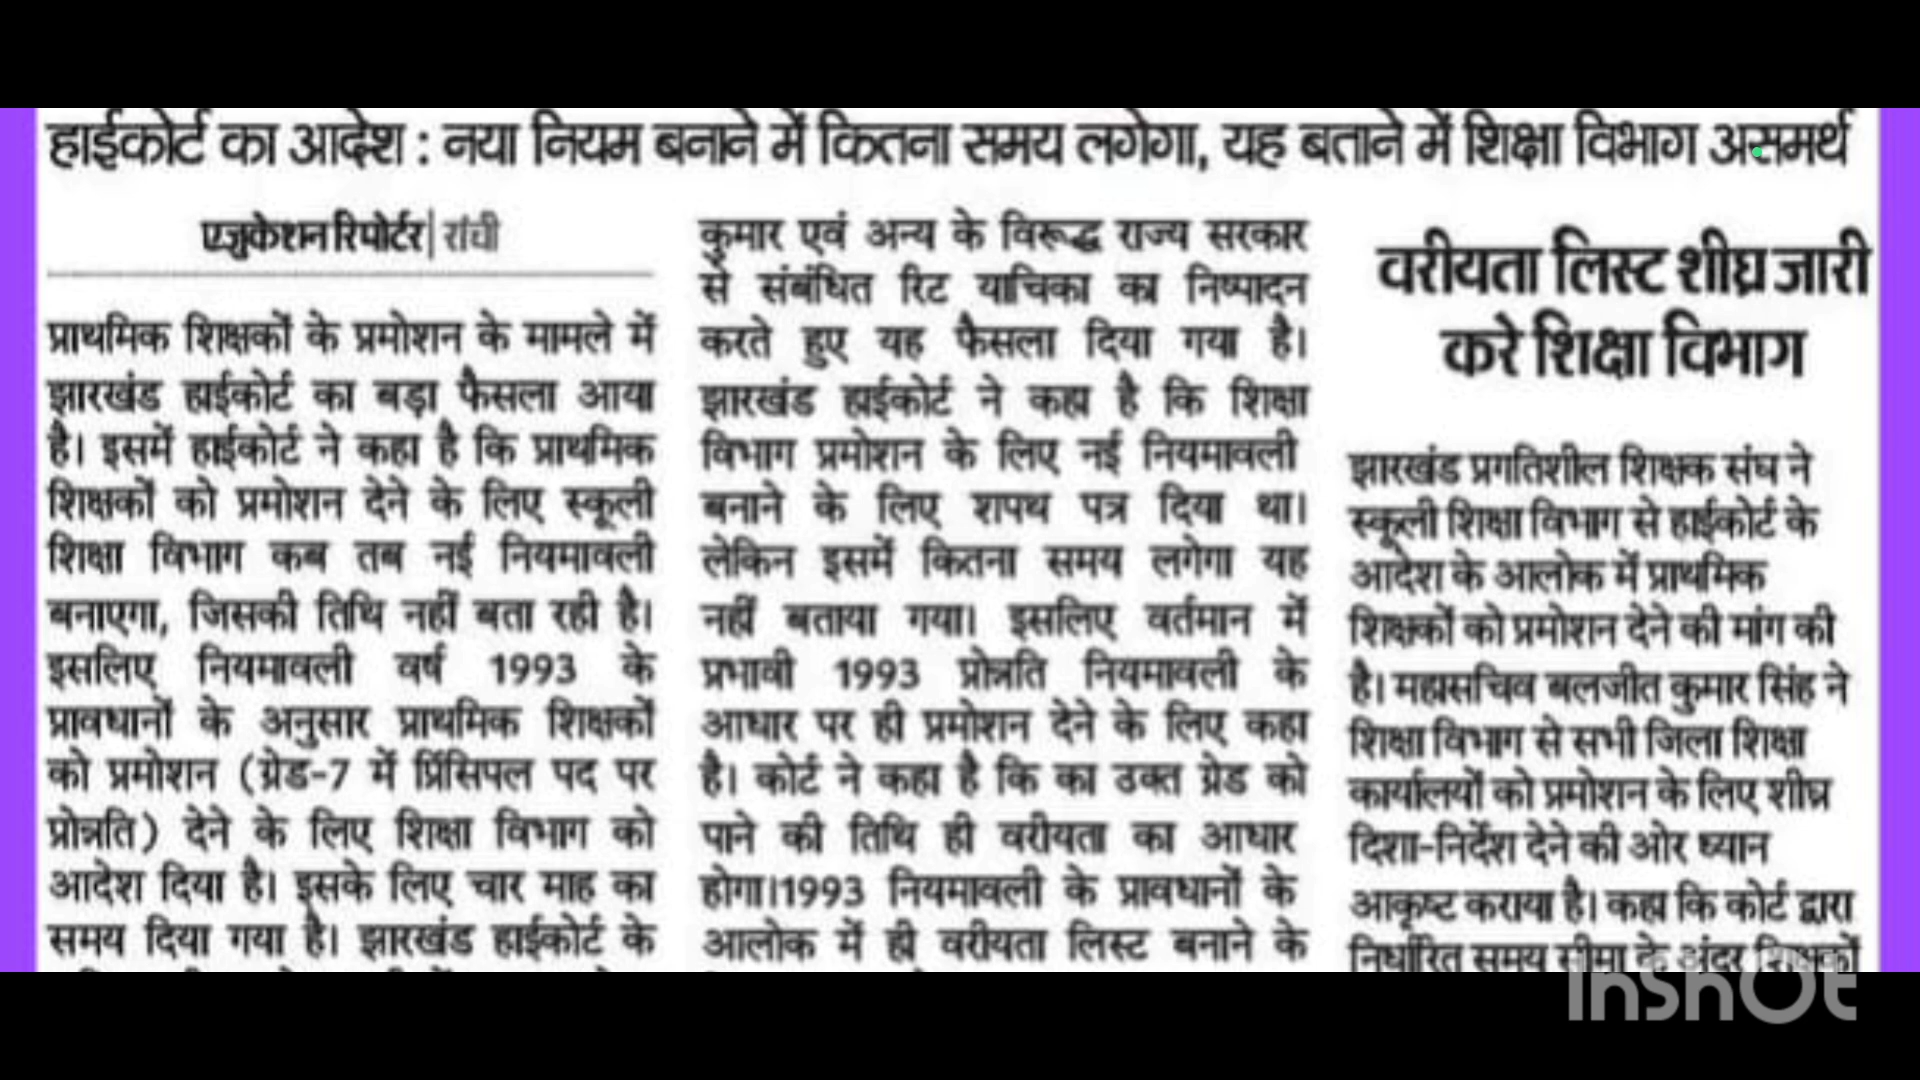 हाईकोर्ट का आदेश : नया नियम बनाने में कितना समय लगेगा, यह बताने में शिक्षा विभाग असमर्थ
एजुकेशन रिपोर्टर | रांची
प्राथमिक शिक्षकों के प्रमोशन के मामले में
झारखंड हाईकोर्ट का बड़ा फैसला आया
है। इसमें हाईकोर्ट ने कहा है कि प्राथमिक
शिक्षकों को प्रमोशन देने के लिए स्कूली
शिक्षा विभाग कब तब नई नियमावली
बनाएगा, जिसकी तिथि नहीं बता रही है।
इसलिए नियमावली वर्ष 1993 के
प्रावधानों के अनुसार प्राथमिक शिक्षकों
को प्रमोशन (ग्रेड-7 में प्रिंसिपल पद पर
प्रोन्नति) देने के लिए शिक्षा विभाग को
आदेश दिया है। इसके लिए चार माह का
समय दिया गया है। झारखंड हाईकोर्ट के
कुमार एवं अन्य के विरूद्ध राज्य सरकार
से संबंधित रिट याचिका का निष्पादन
करते हुए यह फैसला दिया गया है।
झारखंड हाईकोर्ट ने कहा है कि शिक्षा
विभाग प्रमोशन के लिए नई नियमावली
बनाने के लिए शपथ पत्र दिया था।
लेकिन इसमें कितना समय लगेगा यह
नहीं बताया गया। इसलिए वर्तमान में
प्रभावी 1993 प्रोन्नति नियमावली के
आधार पर ही प्रमोशन देने के लिए कहा
है। कोर्ट ने कहा है कि का उक्त ग्रेड को
पाने की तिथि ही वरीयता का आधार
होगा।1993 नियमावली के प्रावधानों के
आलोक में ही वरीयता लिस्ट बनाने के
वरीयता लिस्ट शीघ्र जारी
करे शिक्षा विभाग
झारखंड प्रगतिशील शिक्षक संघ ने
स्कूली शिक्षा विभाग से हाईकोर्ट के
आदेश के आलोक में प्राथमिक
शिक्षकों को प्रमोशन देने की मांग की
है। महासचिव बलजीत कुमार सिंह ने
शिक्षा विभाग से सभी जिला शिक्षा
कार्यालयों को प्रमोशन के लिए शीघ्र
दिशा-निर्देश देने की ओर ध्यान
आकृष्ट कराया है। कहा कि कोर्ट द्वारा
निर्धारित समय सीमा के अंदर शिक्षकों
InShOt